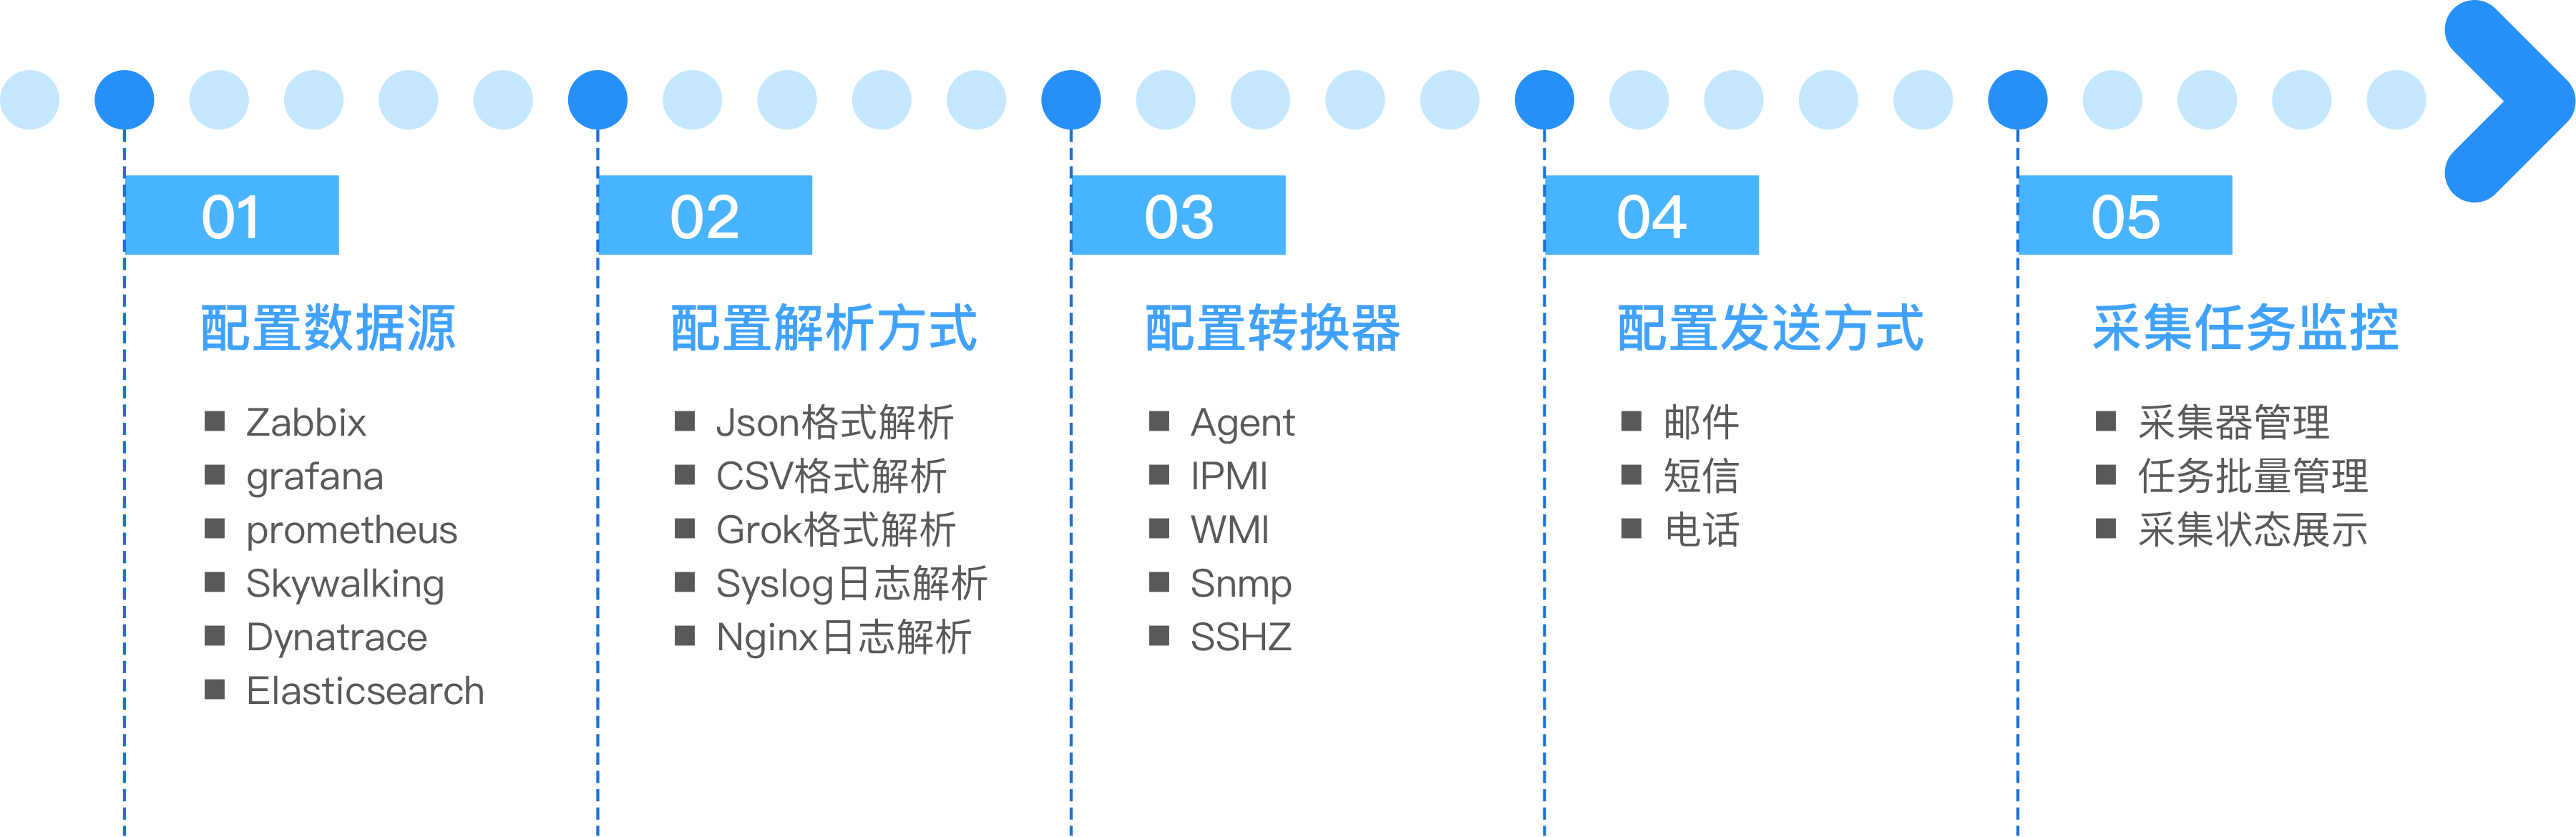 01
配置数据源
Zabbix
grafana
prometheus
Skywalking
Dynatrace
Elasticsearch
02
配置解析方式
Json格式解析
CSV格式解析
Grok格式解析
Syslog日志解析
Nginx日志解析
03
配置转换器
Agent
IPMI
WMI
Snmp
SSHZ
04
配置发送方式
邮件
短信
电话
05
采集任务监控
采集器管理
任务批量管理
采集状态展示